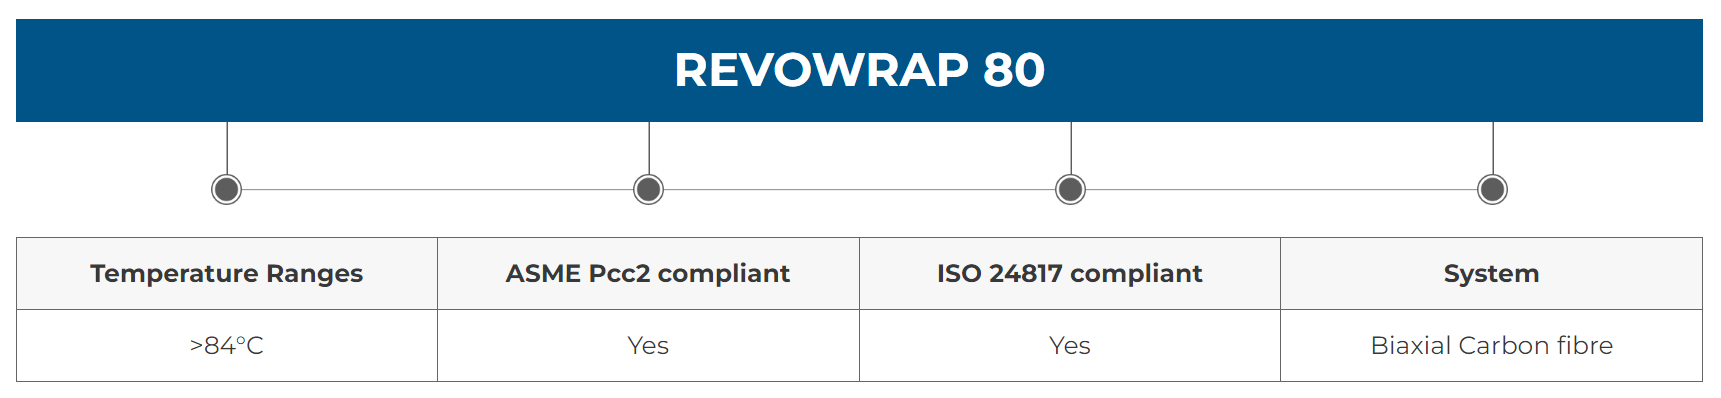 REVOWRAP 80
Temperature Ranges
ASME Pcc2 compliant
ISO 24817 compliant
System
>84°C
Yes
Yes
Biaxial Carbon fibre